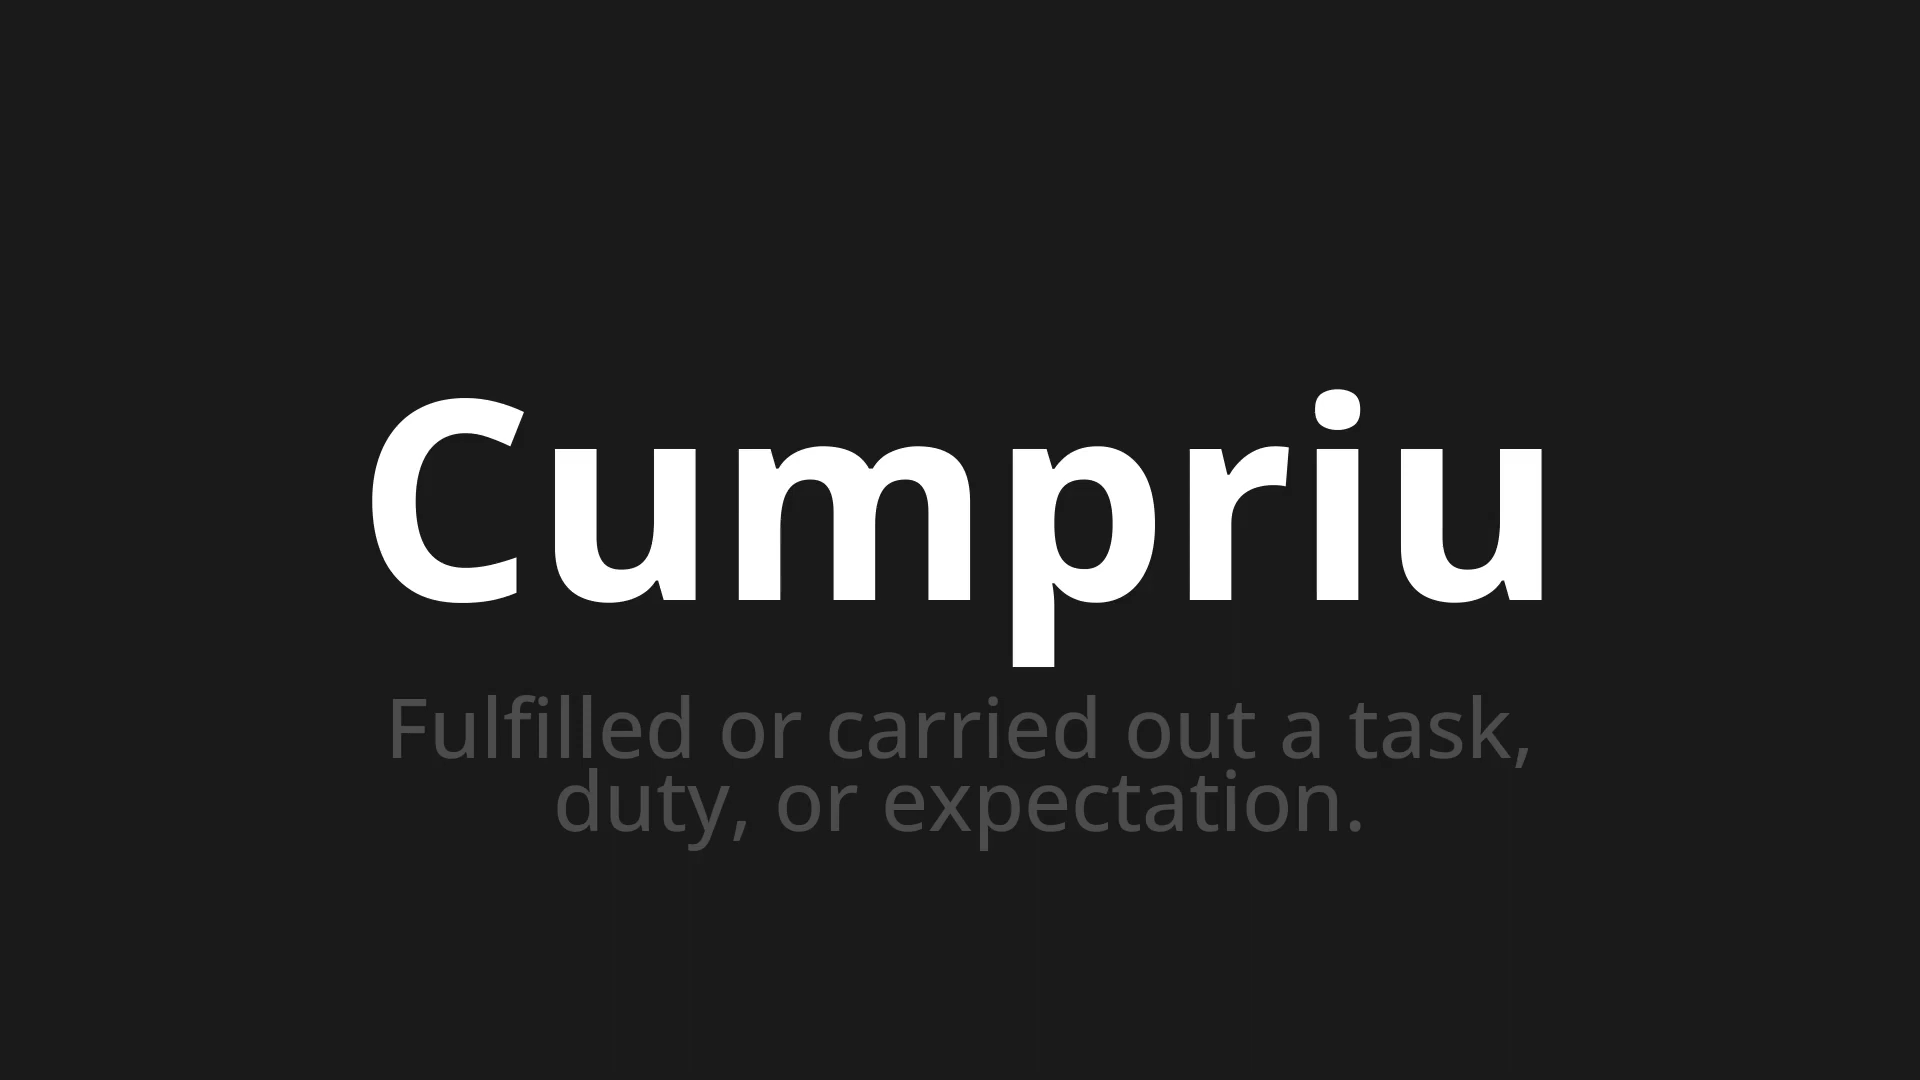 Cumpriu
Fulfilled or carried out a task,
duty, or expectation.